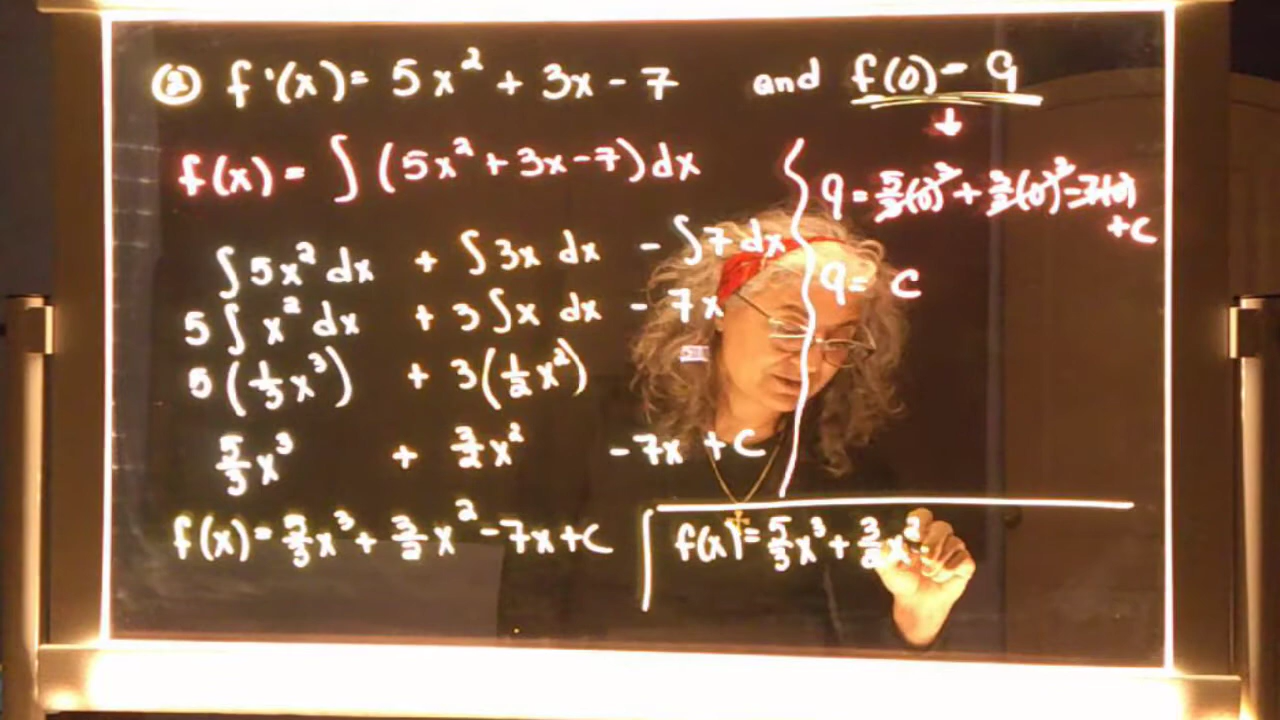 ② f'(x) = 5x² + 3x - 7 and f(0) = 9
f(x) = ∫(5x² + 3x - 7)dx
∫5x² dx + ∫3x dx - ∫7 dx
5∫x² dx + 3∫x dx - 7x
5(1/3 x³) + 3(1/2 x²)
5/3 x³ + 3/2 x² - 7x + C
f(x) = 5/3 x³ + 3/2 x² - 7x + C
↓
9 = 5/3(0)³ + 3/2(0)² - 7(0)
+ C
9 = C
f(x) = 5/3 x³ + 3/2 x²